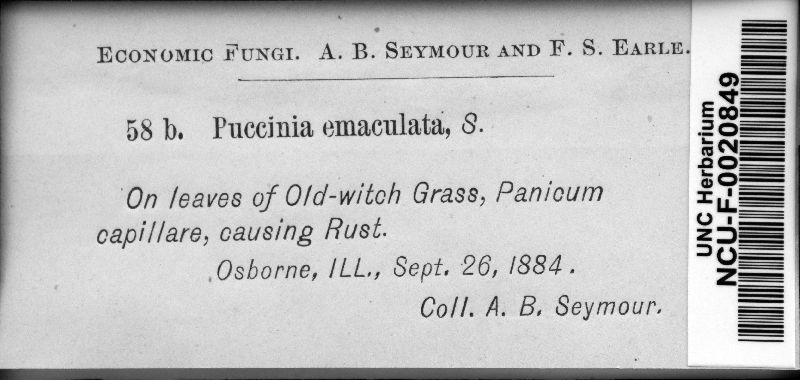 Economic Fungi. A. B. Seymour and F. S. Earle.
58 b. Puccinia emaculata, S.
On leaves of Old-witch Grass, Panicum
capillare, causing Rust.
Osborne, ILL., Sept. 26, 1884.
Coll. A. B. Seymour.
UNC Herbarium
NCU-F-0020849